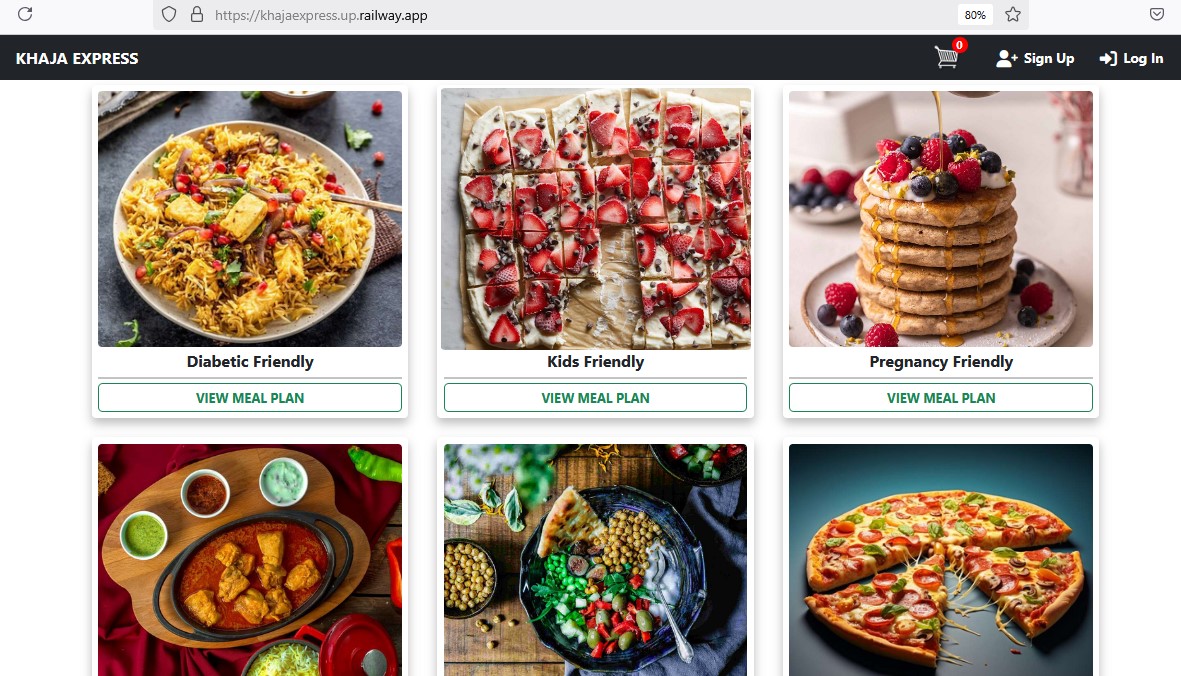 https://khajaexpress.up.railway.app
80%
KHAJA EXPRESS
0
Sign Up
Log In
Diabetic Friendly
Kids Friendly
Pregnancy Friendly
VIEW MEAL PLAN
VIEW MEAL PLAN
VIEW MEAL PLAN